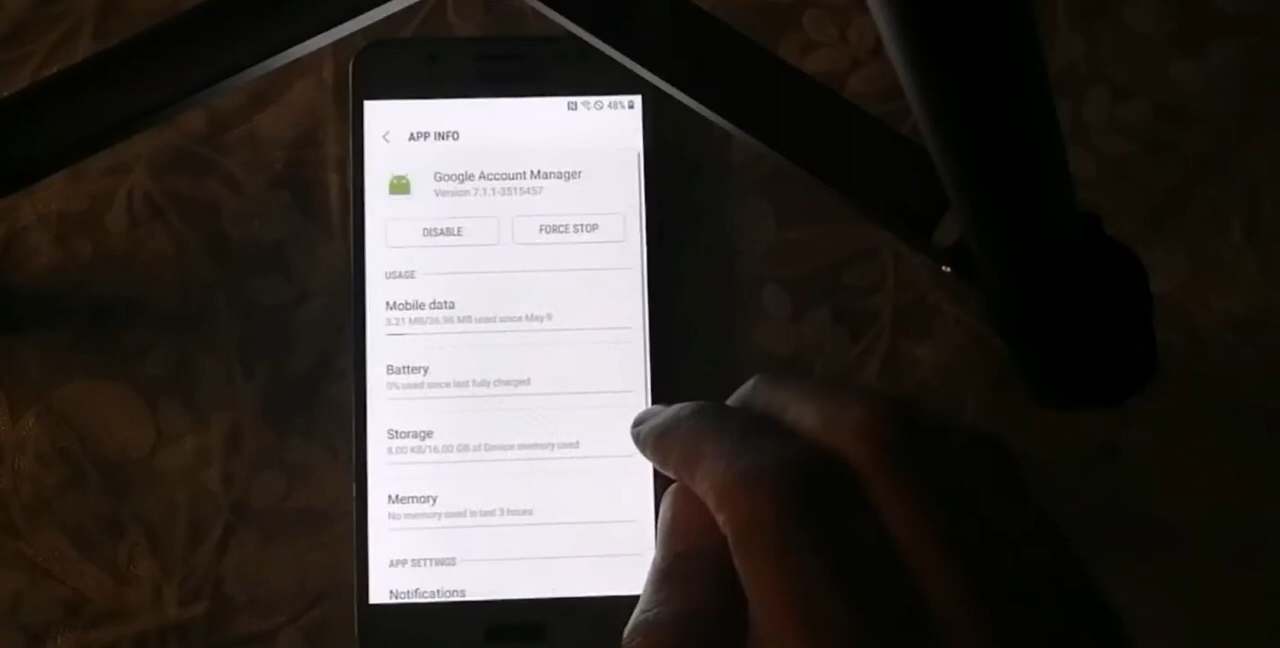 48%
APP INFO
Google Account Manager
Version 7.1.1-3515457
DISABLE
FORCE STOP
USAGE
Mobile data
3.21 MB/36.96 MB used since May 9
Battery
0% used since last fully charged
Storage
8.00 KB/16.00 GB of Device memory used
Memory
No memory used in last 3 hours
APP SETTINGS
Notifications